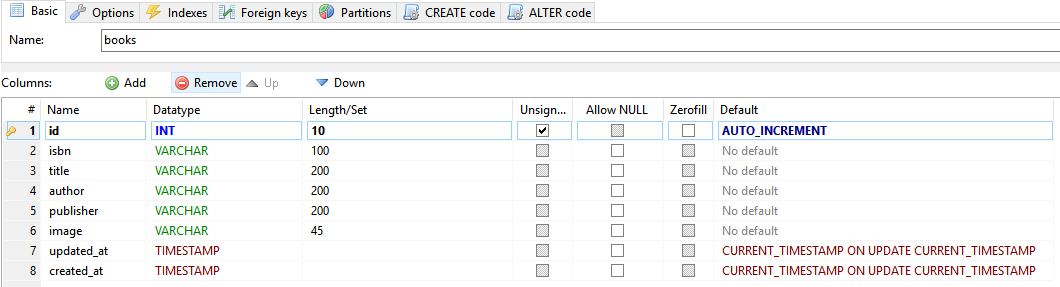 Basic Options Indexes Foreign keys Partitions CREATE code ALTER code
Name: books
Columns: Add Remove Up Down
# Name Datatype Length/Set Unsign... Allow NULL Zerofill Default
1 id INT 10 AUTO_INCREMENT
2 isbn VARCHAR 100 No default
3 title VARCHAR 200 No default
4 author VARCHAR 200 No default
5 publisher VARCHAR 200 No default
6 image VARCHAR 45 No default
7 updated_at TIMESTAMP CURRENT_TIMESTAMP ON UPDATE CURRENT_TIMESTAMP
8 created_at TIMESTAMP CURRENT_TIMESTAMP ON UPDATE CURRENT_TIMESTAMP